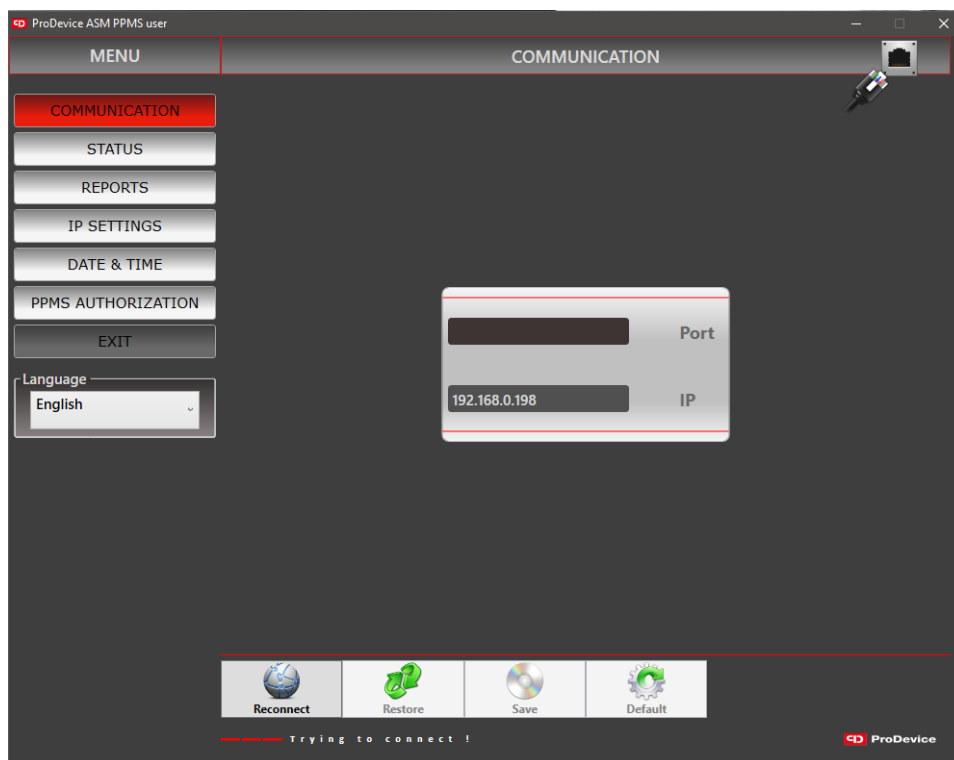 ProDevice ASM PPMS user
MENU
COMMUNICATION
COMMUNICATION
STATUS
REPORTS
IP SETTINGS
DATE & TIME
PPMS AUTHORIZATION
EXIT
Language
English
Port
192.168.0.198 IP
Reconnect Restore Save Default
Trying to connect !
PD ProDevice